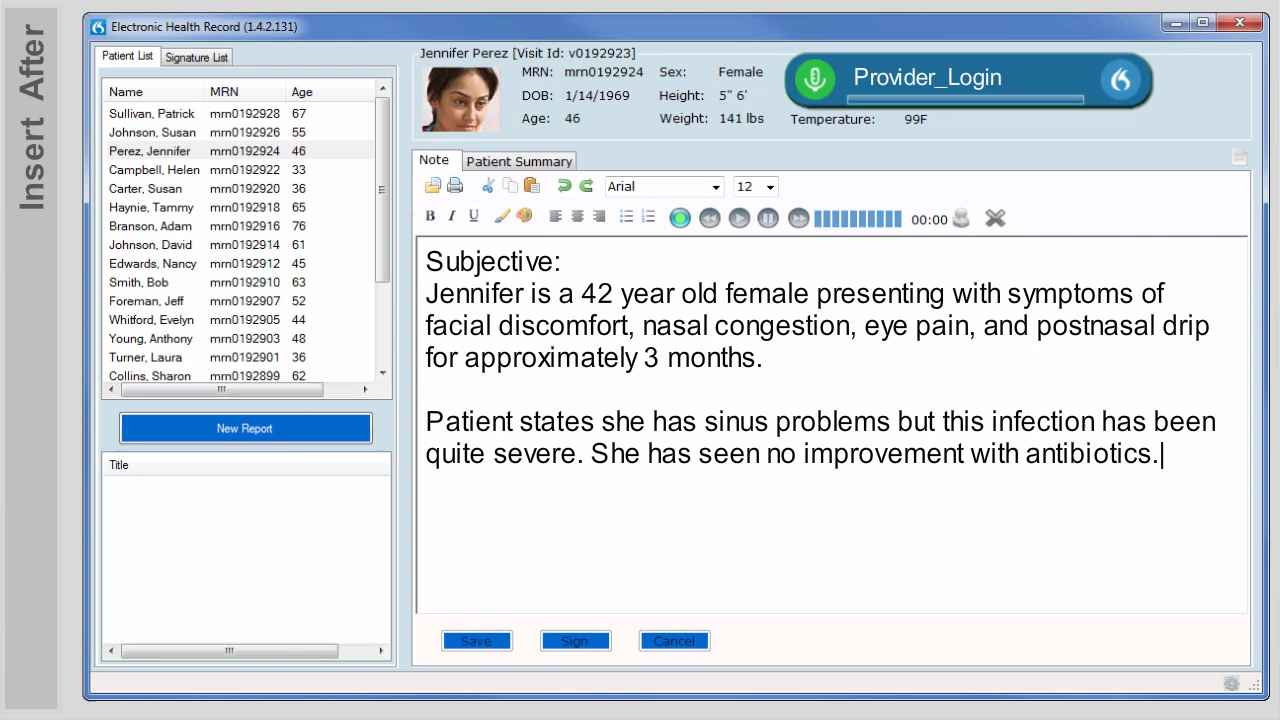 Insert After
Electronic Health Record (1.4.2.131)
Patient List Signature List
Name MRN Age
Sullivan, Patrick mrn0192928 67
Johnson, Susan mrn0192926 55
Perez, Jennifer mrn0192924 46
Campbell, Helen mrn0192922 33
Carter, Susan mrn0192920 36
Haynie, Tammy mrn0192918 65
Branson, Adam mrn0192916 76
Johnson, David mrn0192914 61
Edwards, Nancy mrn0192912 45
Smith, Bob mrn0192910 63
Foreman, Jeff mrn0192907 52
Whitford, Evelyn mrn0192905 44
Young, Anthony mrn0192903 48
Turner, Laura mrn0192901 36
Collins, Sharon mrn0192899 62
New Report
Title
Jennifer Perez [Visit Id: v0192923]
MRN: mrn0192924 Sex: Female
DOB: 1/14/1969 Height: 5" 6'
Age: 46 Weight: 141 lbs Temperature: 99F
Provider_Login
Note Patient Summary
Arial 12
B I U 00:00
Subjective:
Jennifer is a 42 year old female presenting with symptoms of
facial discomfort, nasal congestion, eye pain, and postnasal drip
for approximately 3 months.
Patient states she has sinus problems but this infection has been
quite severe. She has seen no improvement with antibiotics.
Save Sign Cancel